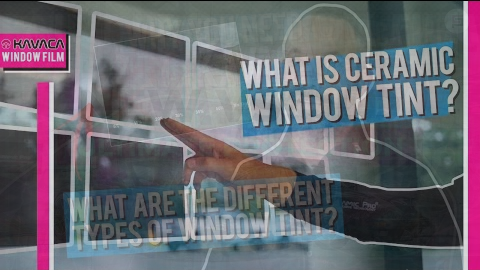 KAVACA
WINDOW FILM
WHAT IS CERAMIC
WINDOW TINT?
WHAT ARE THE DIFFERENT
TYPES OF WINDOW TINT?